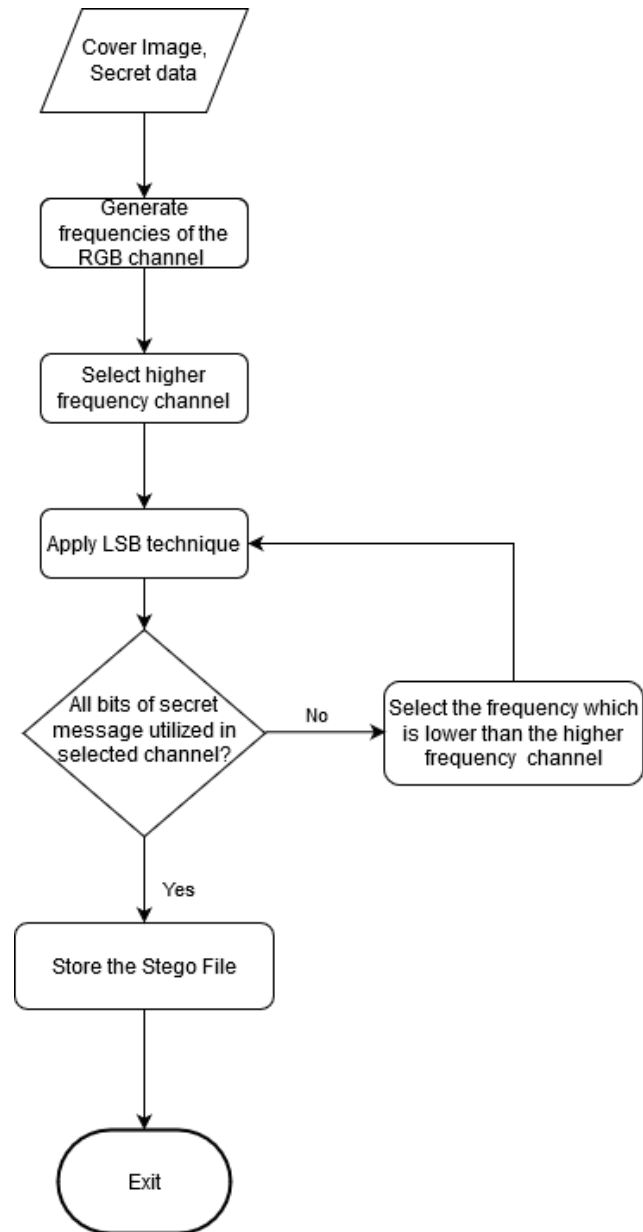 Cover Image,
Secret data
Generate
frequencies of the
RGB channel
Select higher
frequency channel
Apply LSB technique
All bits of secret
message utilized in
selected channel?
No
Select the frequency which
is lower than the higher
frequency channel
Yes
Store the Stego File
Exit